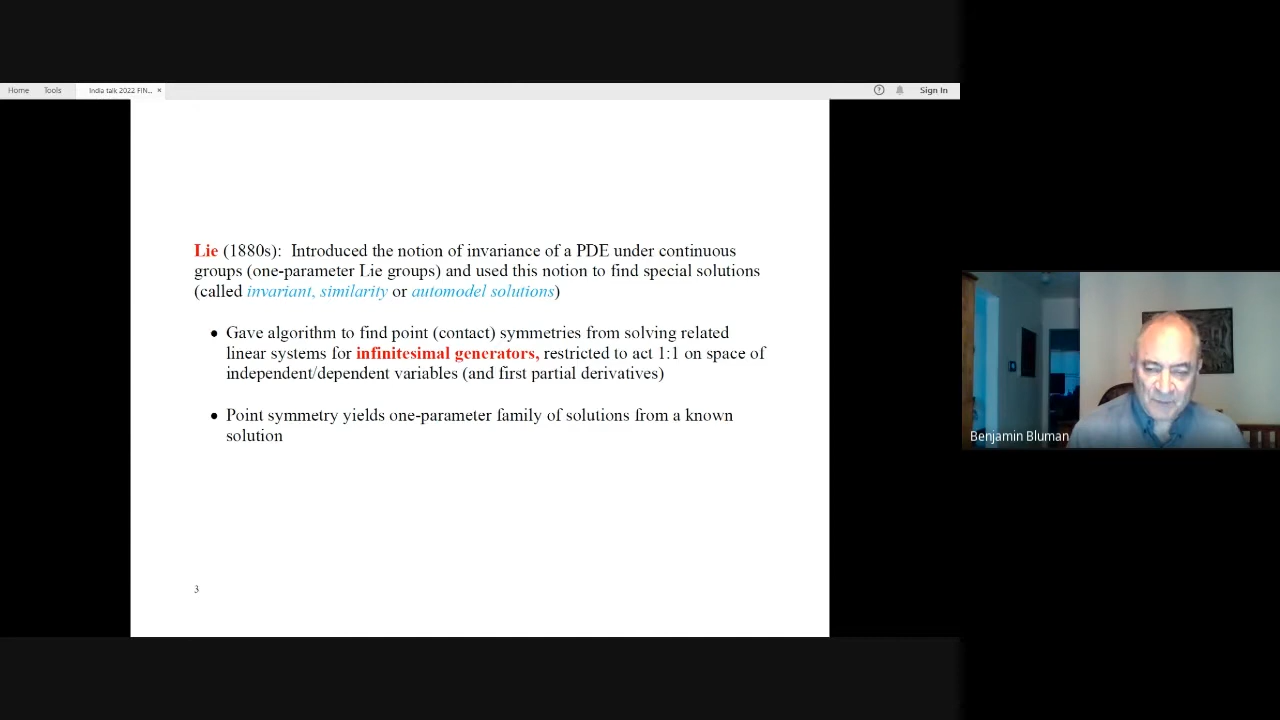 Home Tools India talk 2022 FIN... × ? Sign In
Lie (1880s): Introduced the notion of invariance of a PDE under continuous
groups (one-parameter Lie groups) and used this notion to find special solutions
(called invariant, similarity or automodel solutions)
• Gave algorithm to find point (contact) symmetries from solving related
linear systems for infinitesimal generators, restricted to act 1:1 on space of
independent/dependent variables (and first partial derivatives)
• Point symmetry yields one-parameter family of solutions from a known
solution
3
Benjamin Bluman